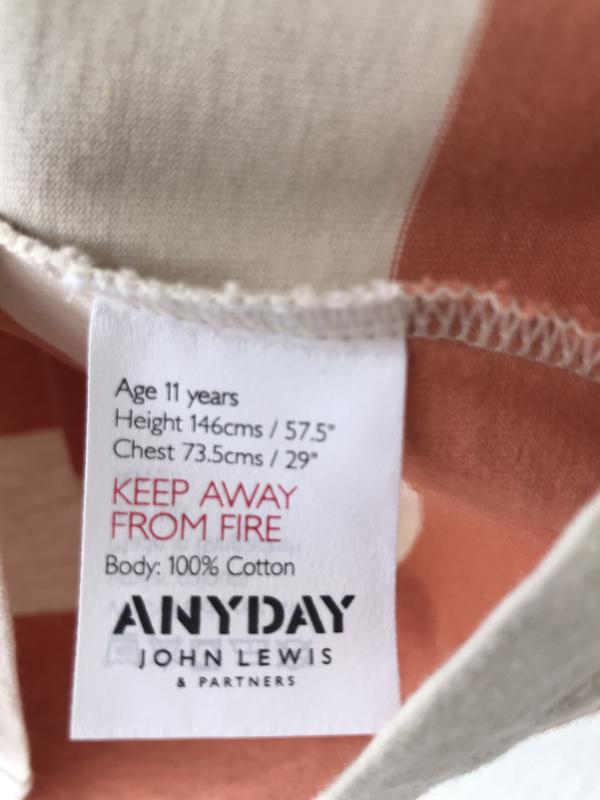 Age 11 years
Height 146cms / 57.5"
Chest 73.5cms / 29"
KEEP AWAY
FROM FIRE
Body: 100% Cotton
ANYDAY
JOHN LEWIS
& PARTNERS